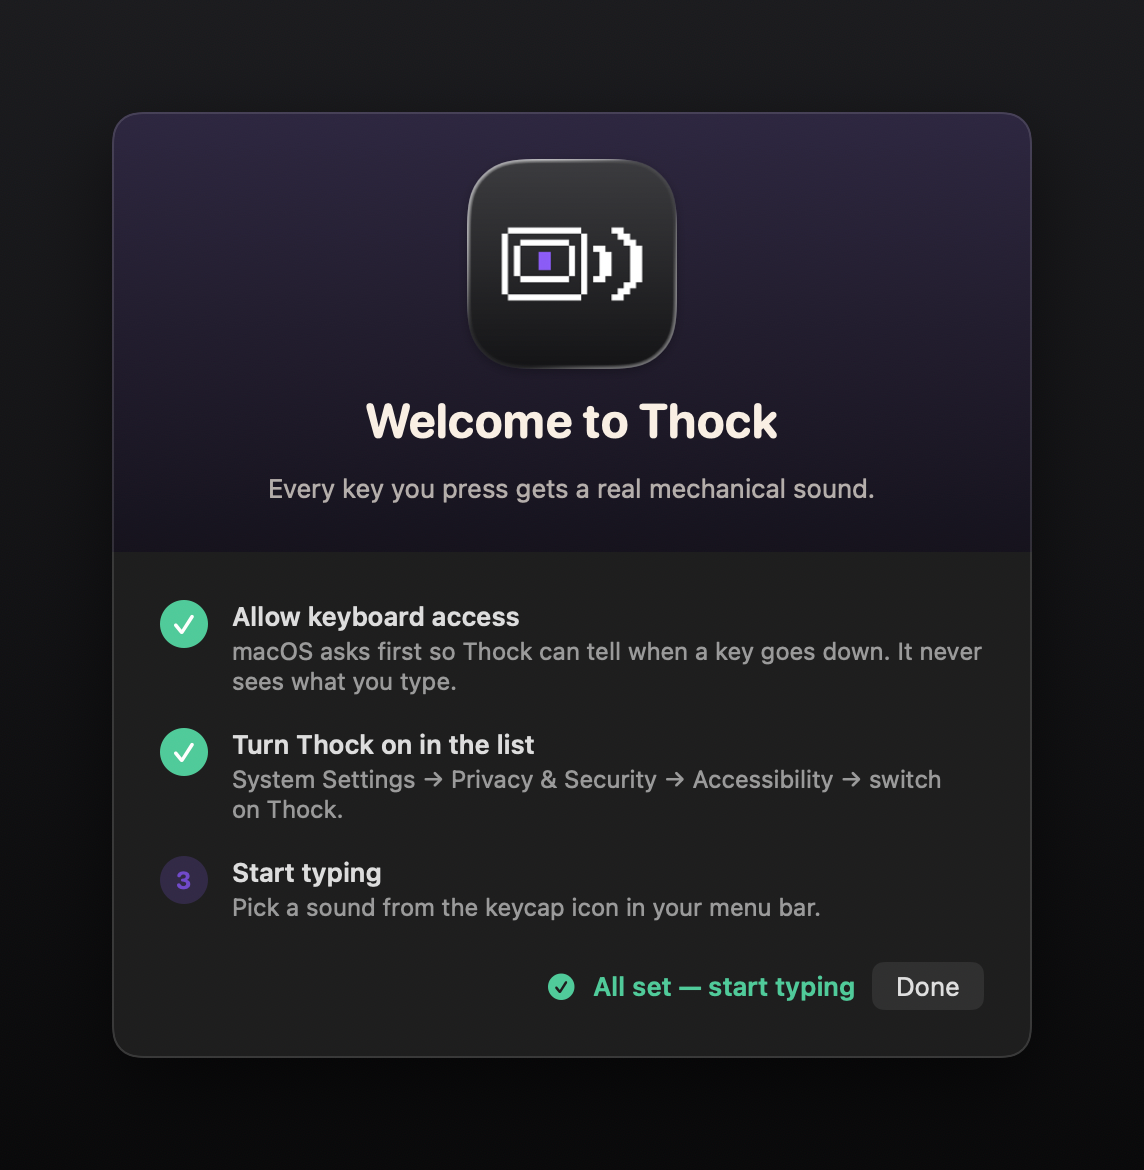 Welcome to Thock
Every key you press gets a real mechanical sound.
Allow keyboard access
macOS asks first so Thock can tell when a key goes down. It never
sees what you type.
Turn Thock on in the list
System Settings → Privacy & Security → Accessibility → switch
on Thock.
3
Start typing
Pick a sound from the keycap icon in your menu bar.
All set — start typing
Done